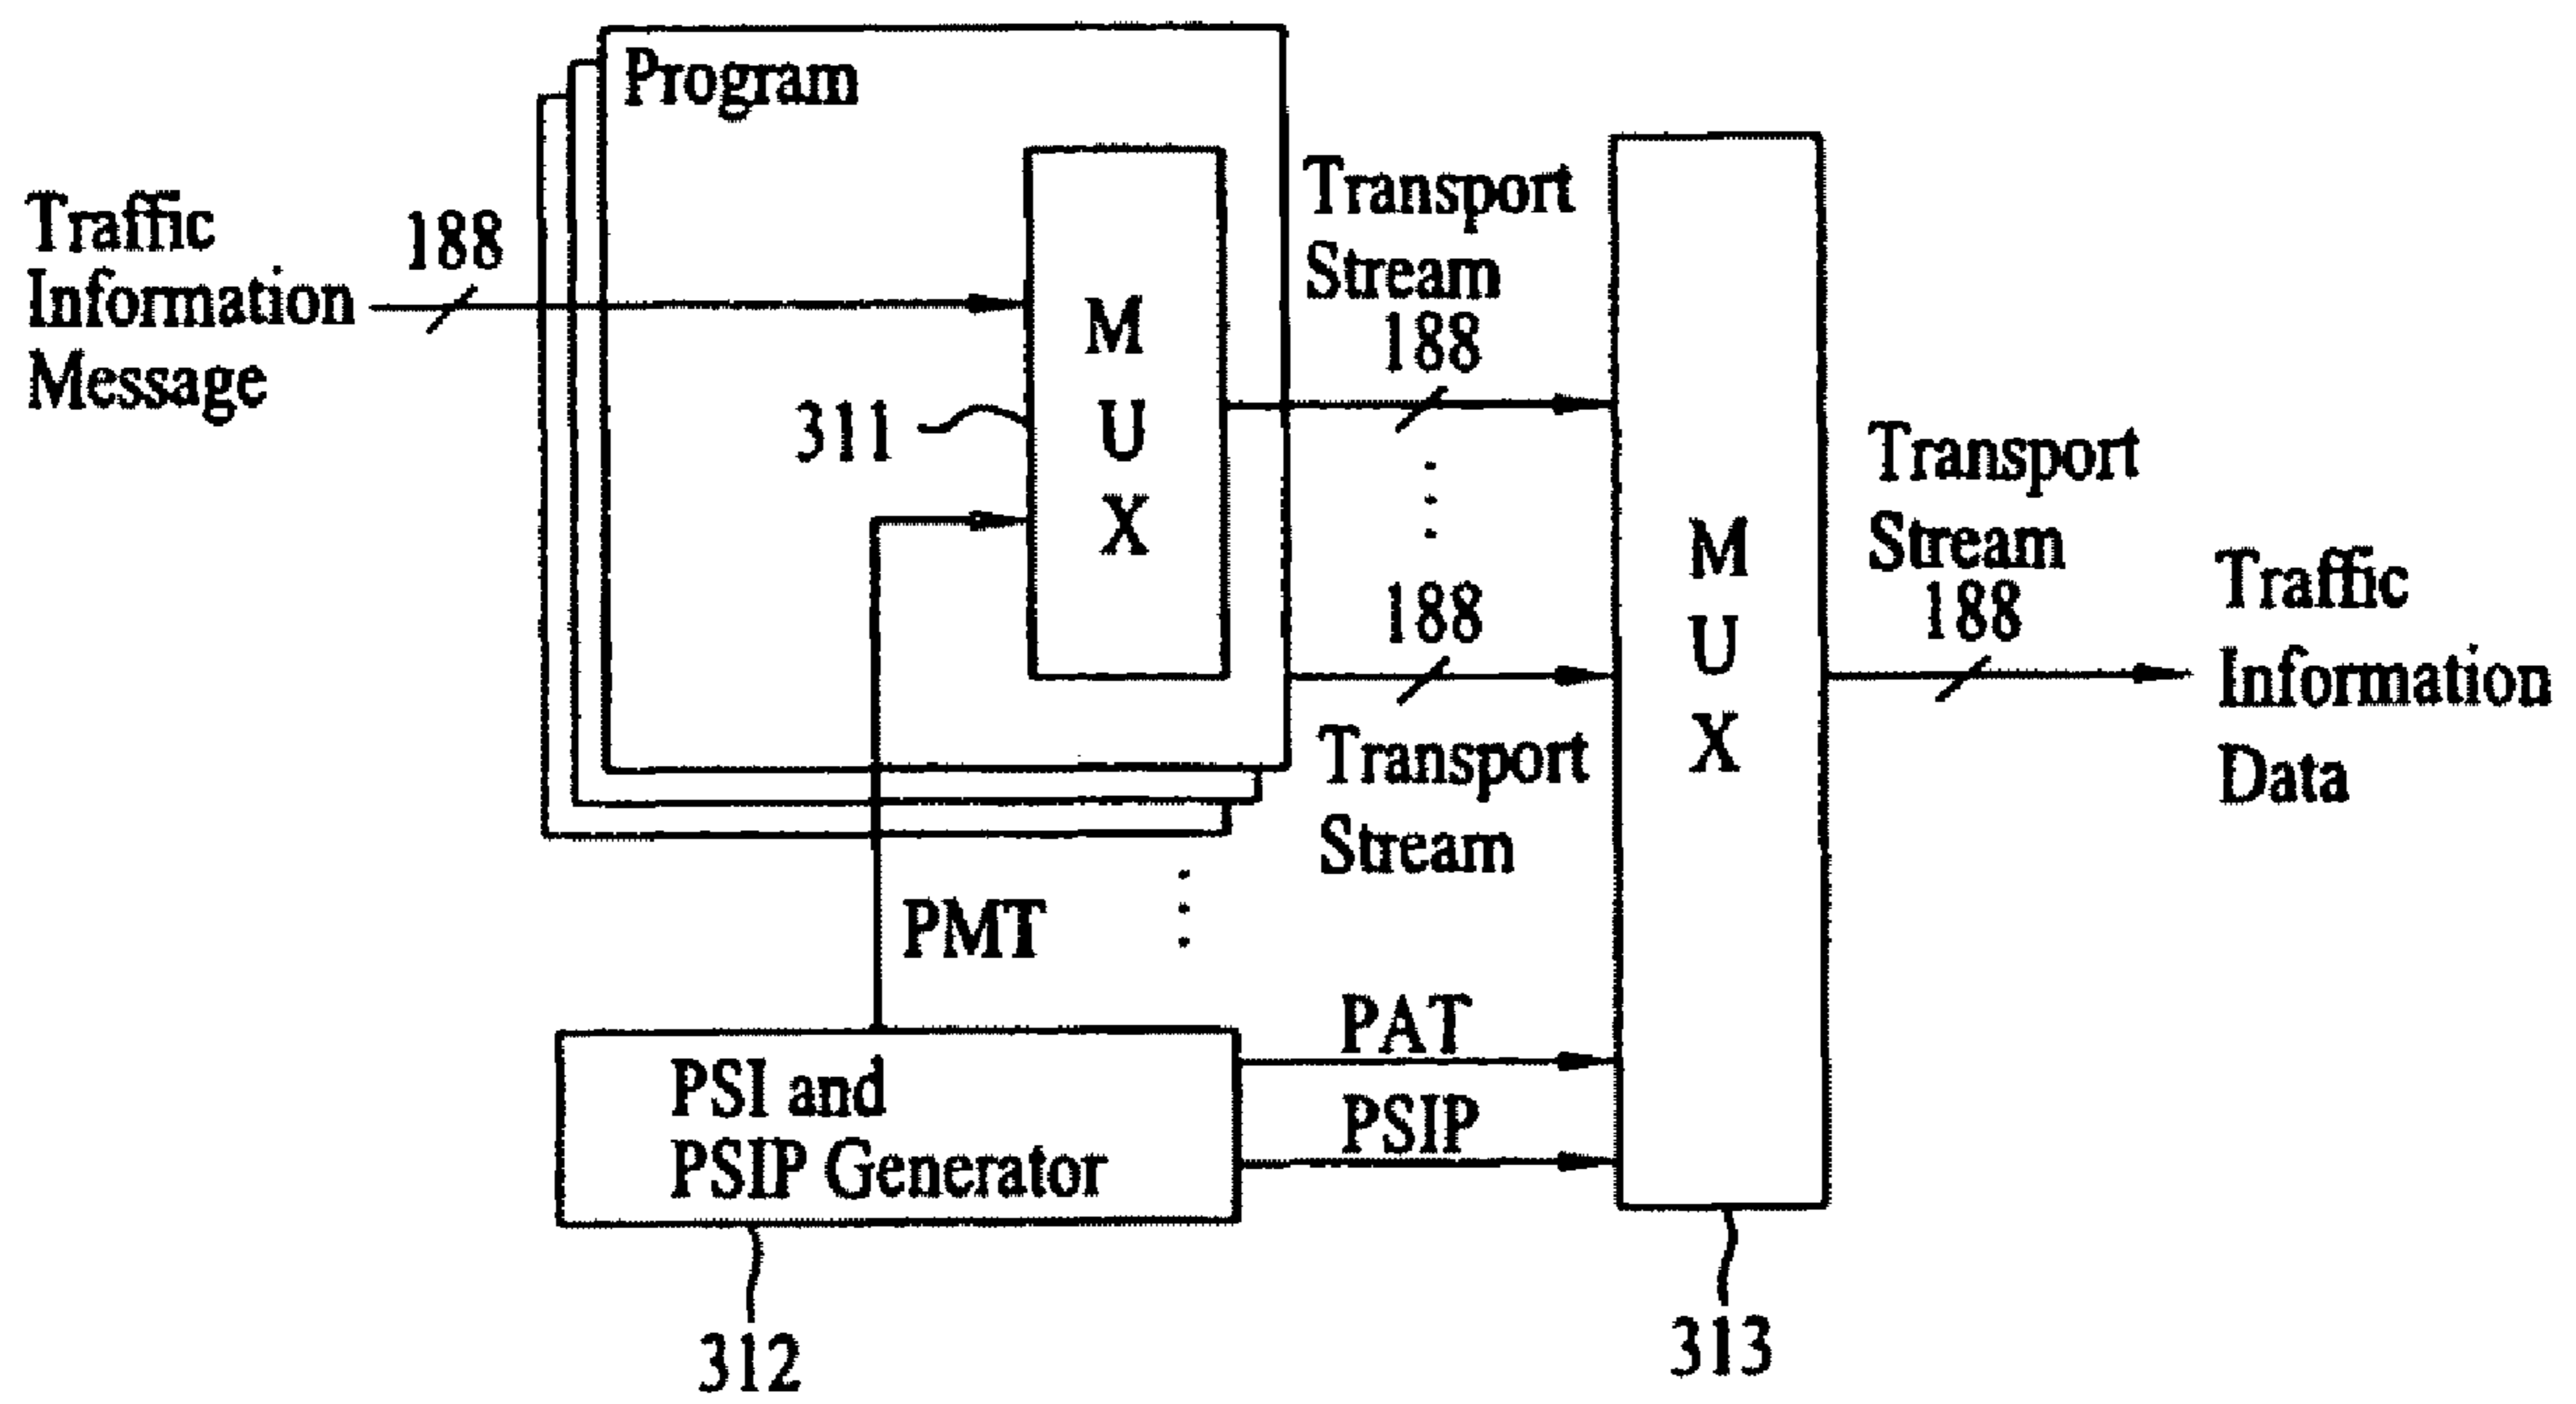 Program
Traffic
Information
Message
188
311
M
U
X
Transport
Stream
188
188
Transport
Stream
M
U
X
Transport
Stream
188
Traffic
Information
Data
PMT
PSI and
PSIP Generator
PAT
PSIP
312
313